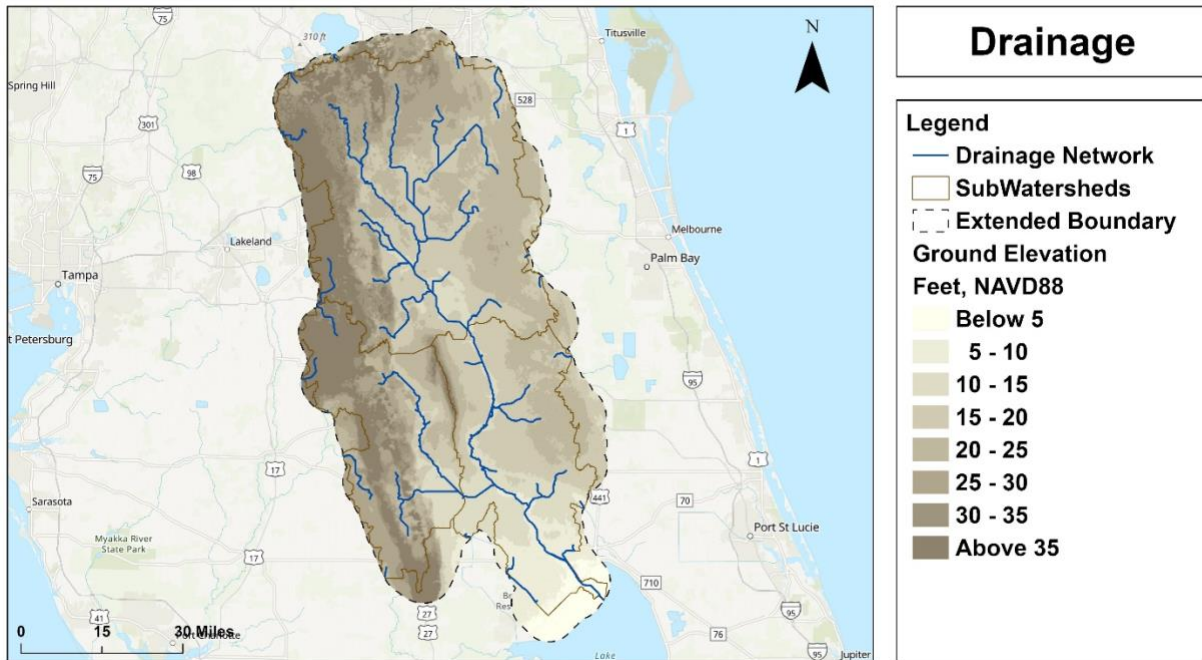 75
310 ft
N
Titusville
Drainage
Spring Hill
528
301
1
Legend
Drainage Network
75
98
SubWatersheds
Extended Boundary
Melbourne
Lakeland
Ground Elevation
Palm Bay
Tampa
Feet, NAVD88
Below 5
t Petersburg
5 - 10
95
10 - 15
15 - 20
1
17
20 - 25
441
70
25 - 30
Sarasota
30 - 35
Port St Lucie
Myakka River
State Park
17
Above 35
710
95
27
41
0 15 30 Miles
27
76
95
Lake
Jupiter